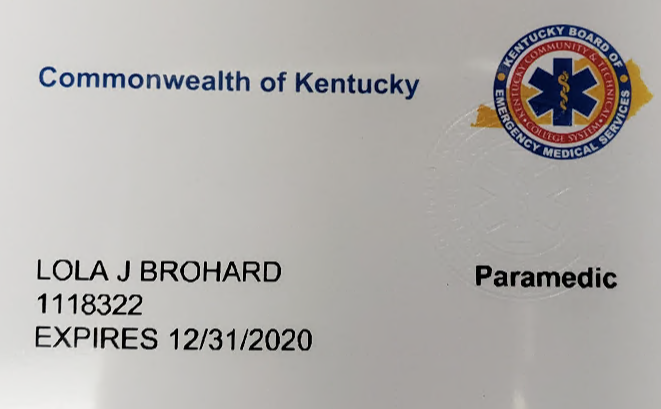 Commonwealth of Kentucky
KENTUCKY BOARD OF
EMERGENCY MEDICAL SERVICES
KENTUCKY COMMUNITY & TECHNICAL
COLLEGE SYSTEM
LOLA J BROHARD
Paramedic
1118322
EXPIRES 12/31/2020